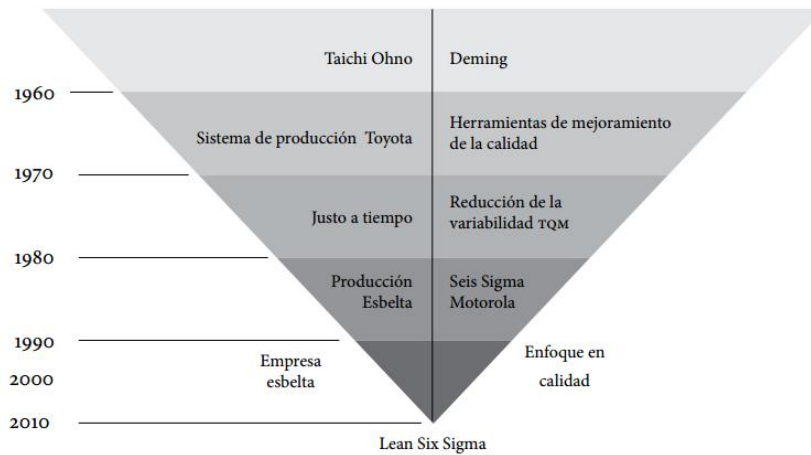 Taichi Ohno
Deming
1960
Sistema de producción Toyota
Herramientas de mejoramiento
de la calidad
1970
Justo a tiempo
Reducción de la
variabilidad TQM
1980
Producción
Esbelta
Seis Sigma
Motorola
1990
Empresa
esbelta
Enfoque en
calidad
2000
2010
Lean Six Sigma